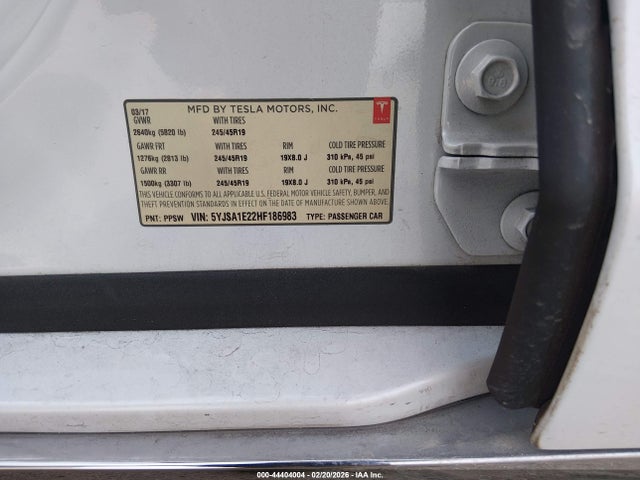 03/17 MFD BY TESLA MOTORS, INC.
GVWR WITH TIRES TESLA
2640kg (5820 lb) 245/45R19
GAWR FRT WITH TIRES RIM COLD TIRE PRESSURE
1276kg (2813 lb) 245/45R19 19X8.0 J 310 kPa, 45 psi
GAWR RR WITH TIRES RIM COLD TIRE PRESSURE
1500kg (3307 lb) 245/45R19 19X8.0 J 310 kPa, 45 psi
THIS VEHICLE CONFORMS TO ALL APPLICABLE U.S. FEDERAL MOTOR VEHICLE SAFETY, BUMPER, AND
THEFT PREVENTION STANDARDS IN EFFECT ON THE DATE OF MANUFACTURE SHOWN ABOVE.
PNT: PPSW VIN: 5YJSA1E22HF186983 TYPE: PASSENGER CAR
000-44404004 | 02/20/2026 - IAA Inc.